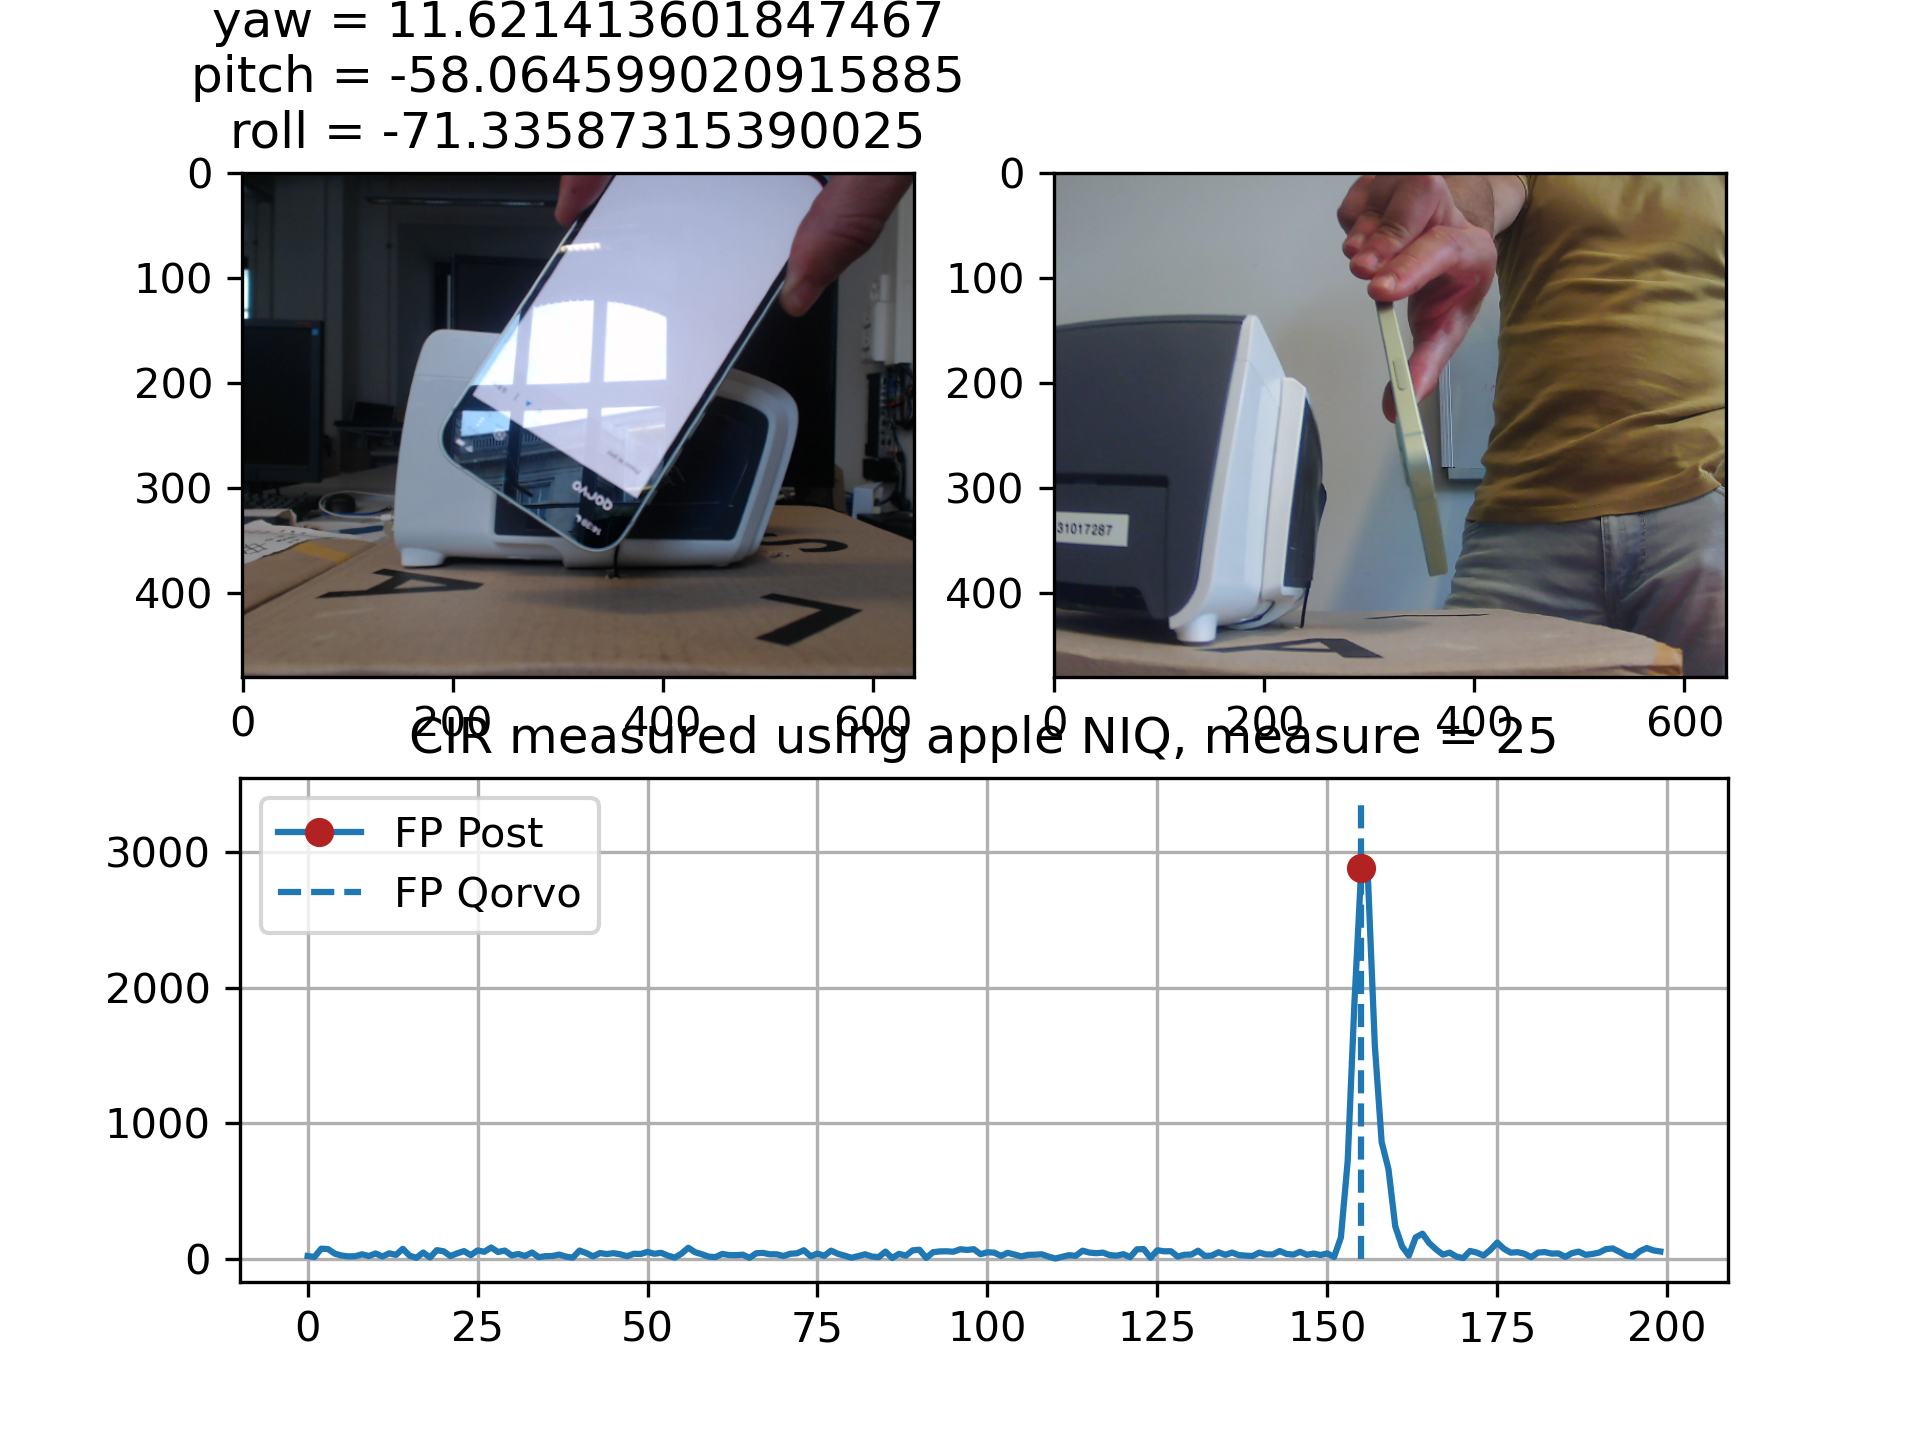 yaw = 11.621413601847467
pitch = -58.064599020915885
roll = -71.33587315390025
0
100
200
300
400
0 200 400 600
0
100
200
300
400
0 200 400 600
qorvo
31017287
A
L
S
A
CIR measured using apple NIQ, measure = 25
FP Post
FP Qorvo
3000
2000
1000
0
0 25 50 75 100 125 150 175 200